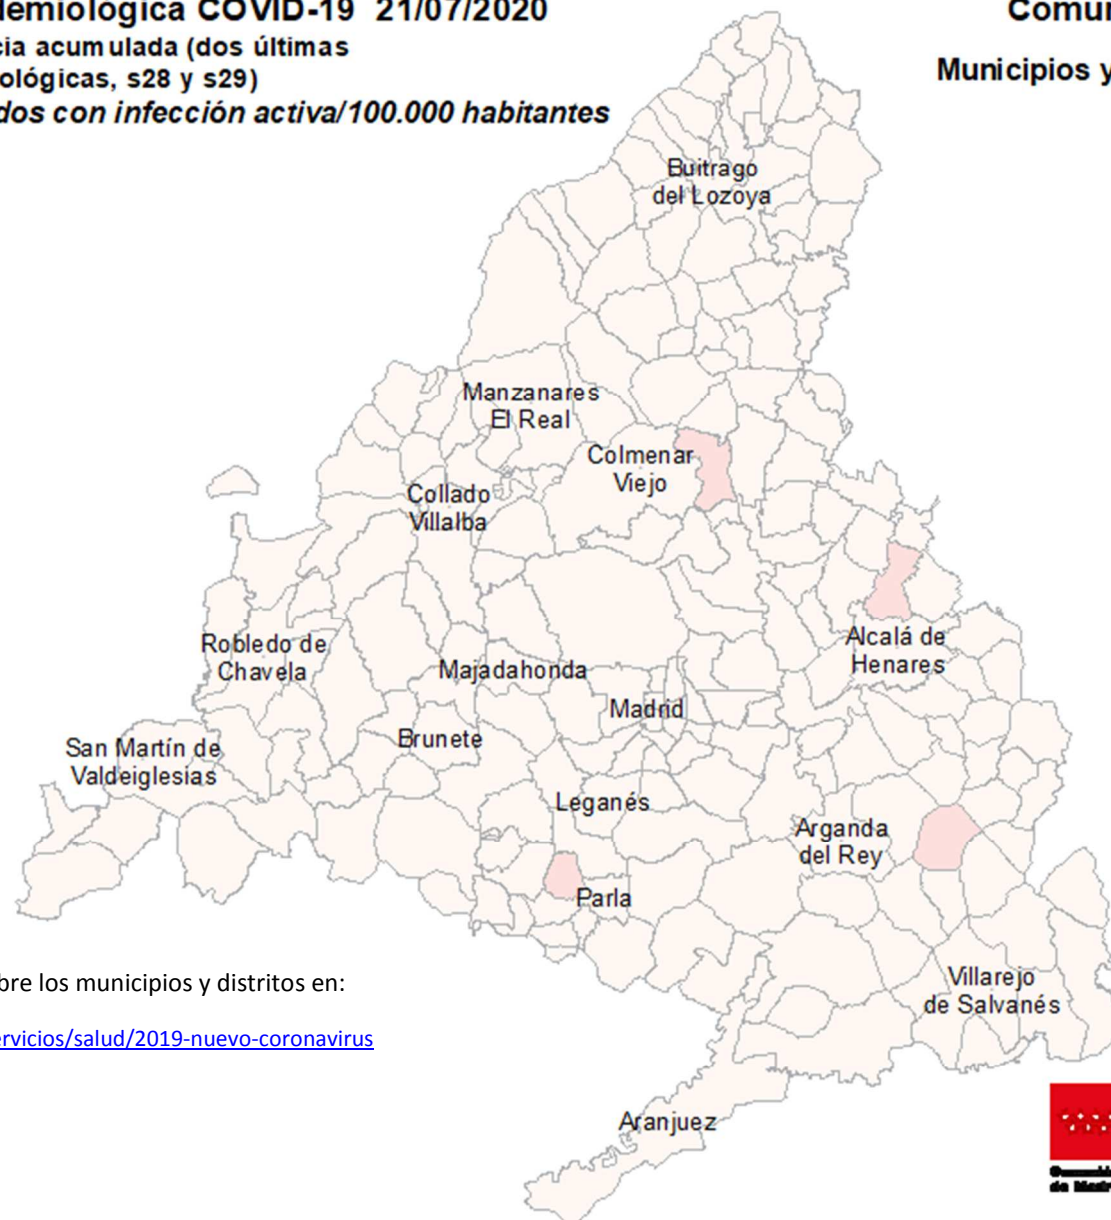 demiológica COVID-19 21/07/2020
cia acumulada (dos últimas
ológicas, s28 y s29)
dos con infección activa/100.000 habitantes
Comun
Municipios y
Buitrago
del Lozoya
Manzanares
El Real
Colmenar
Viejo
Collado
Villalba
Robledo de
Chavela
Alcalá de
Henares
Majadahonda
Madrid
Brunete
San Martín de
Valdeiglesias
Leganés
Arganda
del Rey
Parla
bre los municipios y distritos en:
Villarejo
de Salvanés
ervicios/salud/2019-nuevo-coronavirus
Aranjuez
de Madr